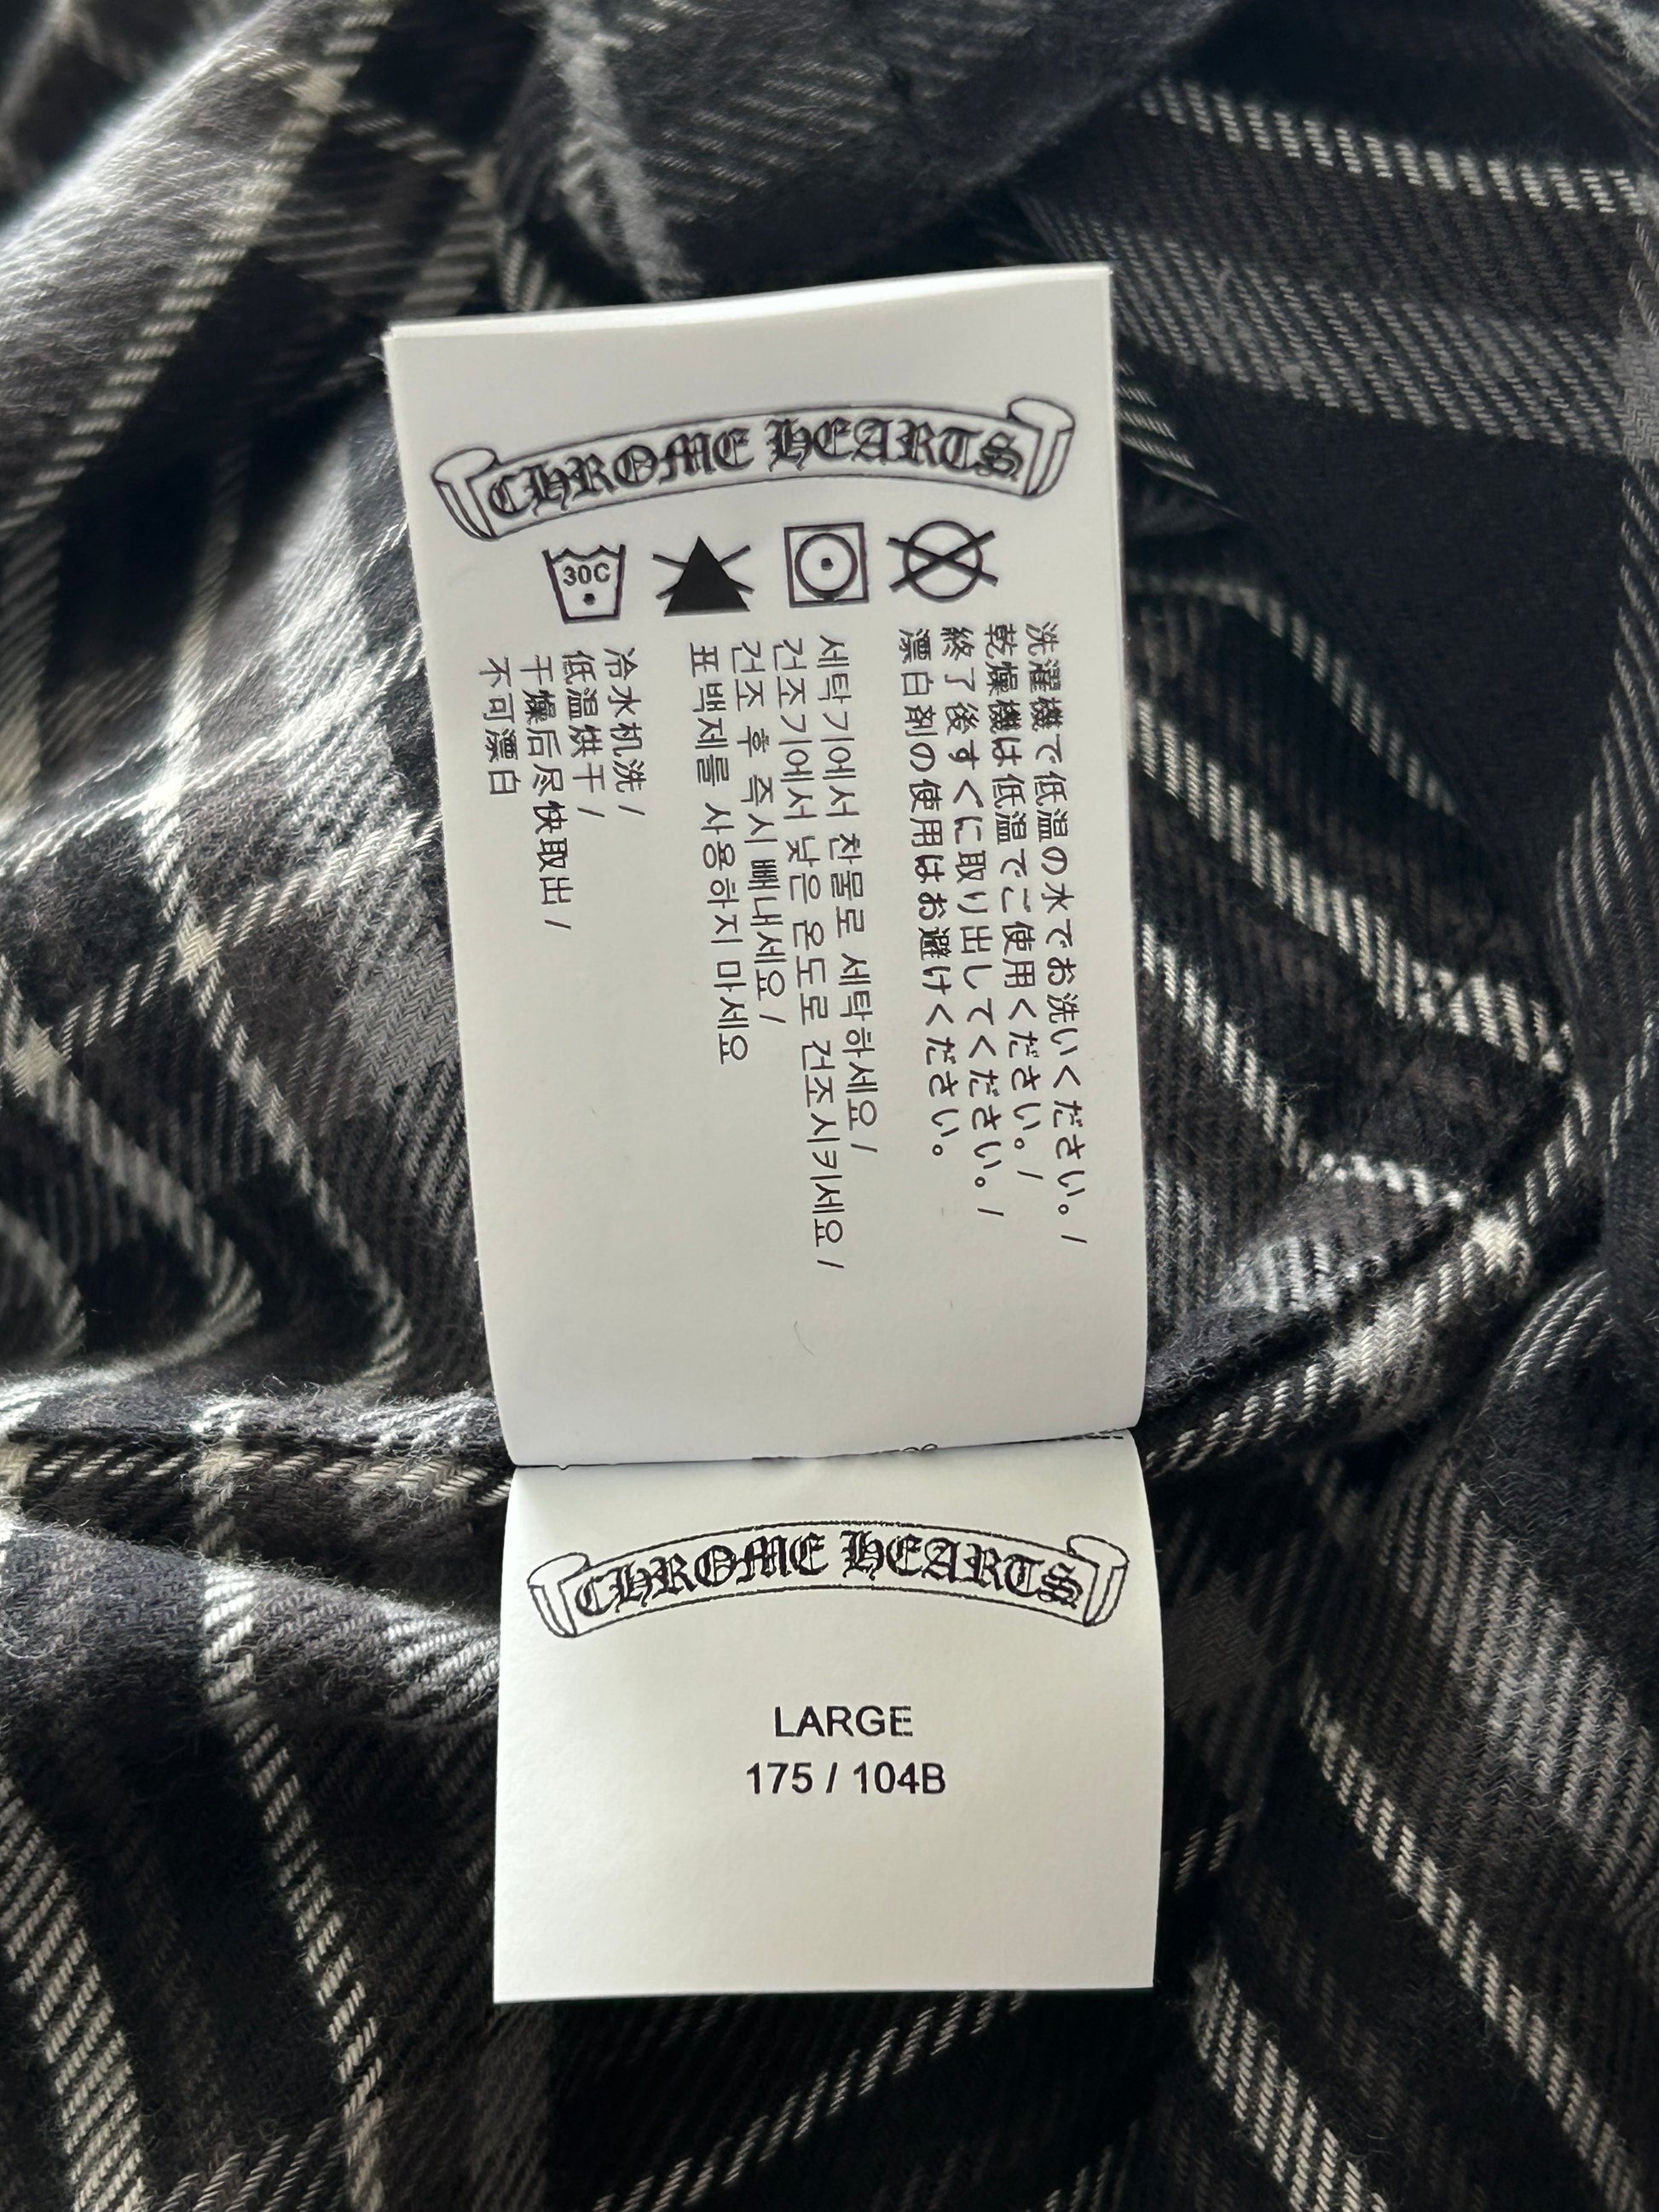 CHROME HEARTS
30C
洗濯機で低温の水でお洗いください。/
乾燥機は低温でご使用ください。/
終了後すぐに取り出してください。/
漂白剤の使用はお避けください。
세탁기에서 찬물로 세탁하세요/
건조기에서 낮은 온도로 건조시키세요/
건조 후 즉시 빼내세요/
표백제를 사용하지 마세요
冷水机洗/
低温烘干/
干燥后尽快取出/
不可漂白
CHROME HEARTS
LARGE
175 / 104B